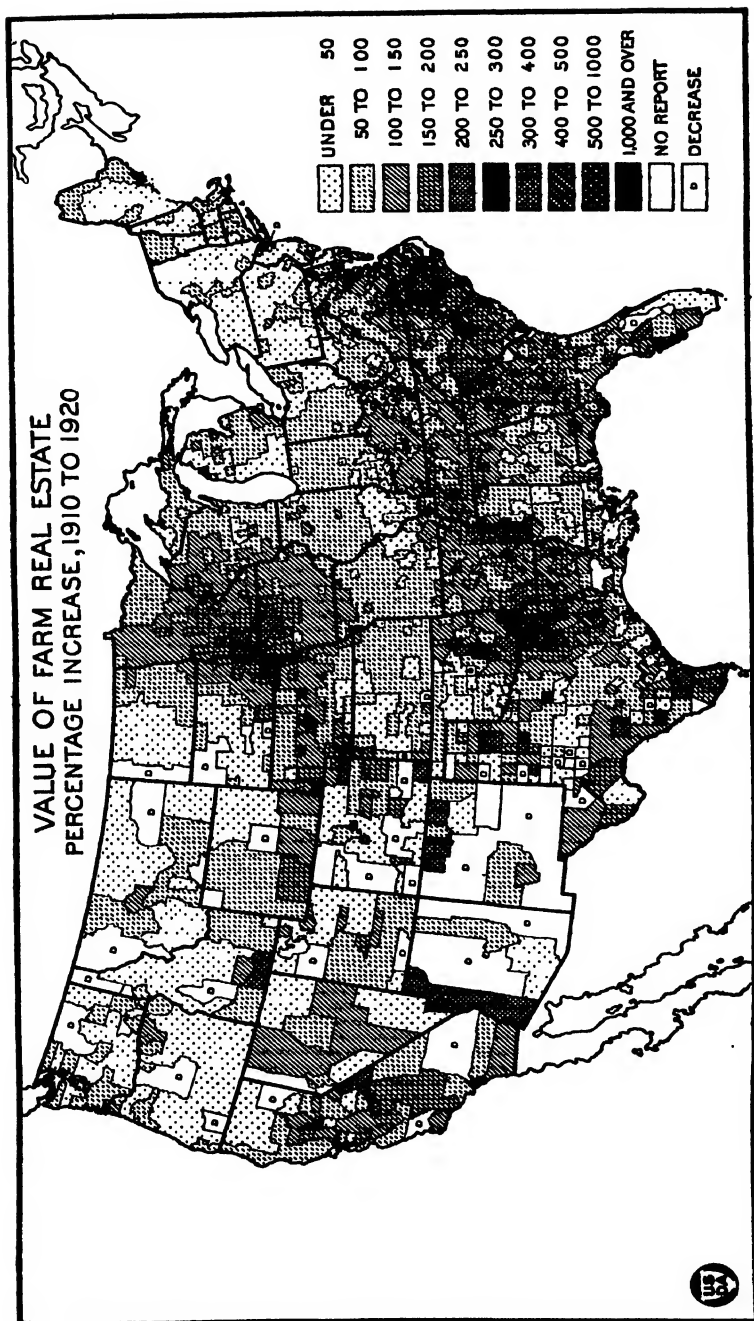 VALUE OF FARM REAL ESTATE
PERCENTAGE INCREASE, 1910 TO 1920
UNDER 50
50 TO 100
100 TO 150
150 TO 200
200 TO 250
250 TO 300
300 TO 400
400 TO 500
500 TO 1000
1,000 AND OVER
NO REPORT
DECREASE
US
DA